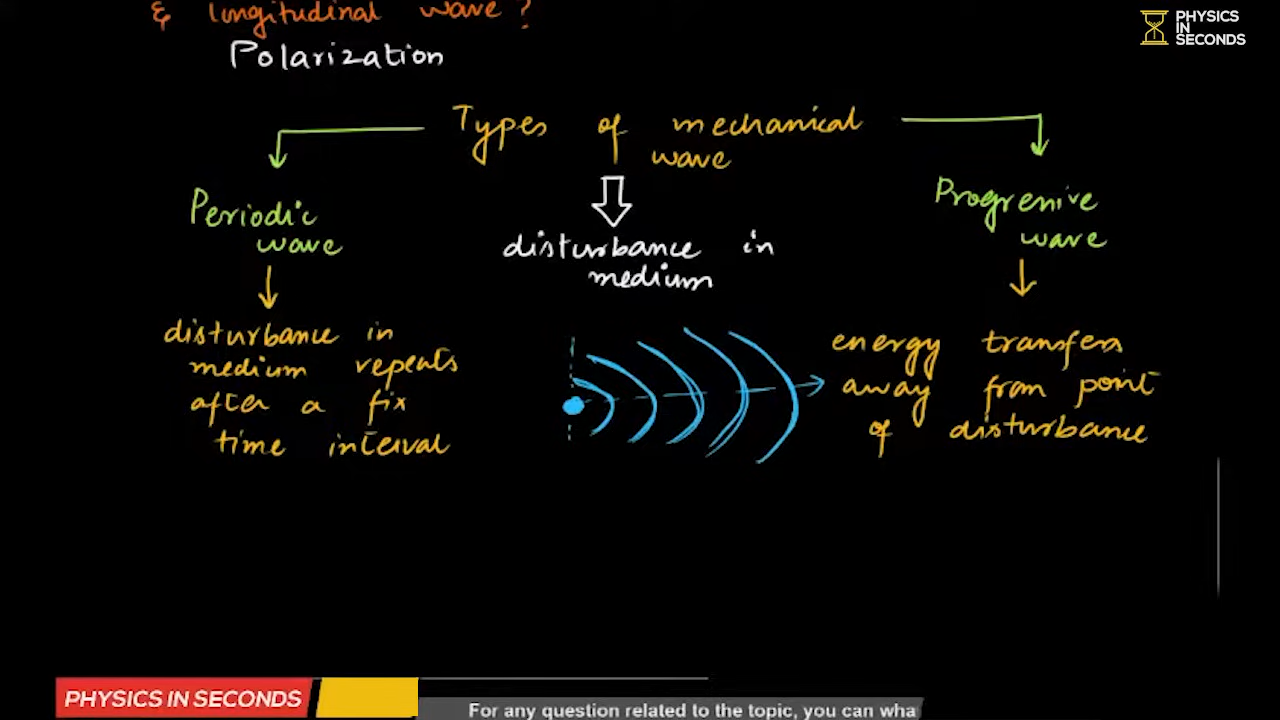 & longitudinal wave?
Polarization
PHYSICS
IN
SECONDS
Types of mechanical
wave
disturbance in
medium
Periodic
wave
disturbance in
medium repeats
after a fix
time interval
Progressive
wave
energy transfers
away from point
of disturbance
PHYSICS IN SECONDS
For any question related to the topic, you can wha